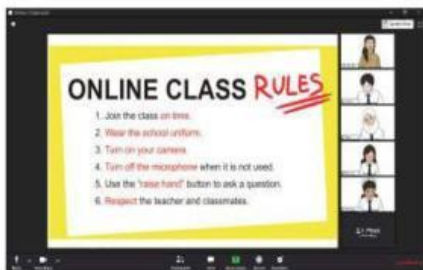 ONLINE CLASS RULES
1. Join the class on time.
2. Wear the school uniform.
3. Turn on your camera.
4. Turn off the microphone when it is not used.
5. Use the "raise hand" button to ask a question.
6. Respect the teacher and classmates.